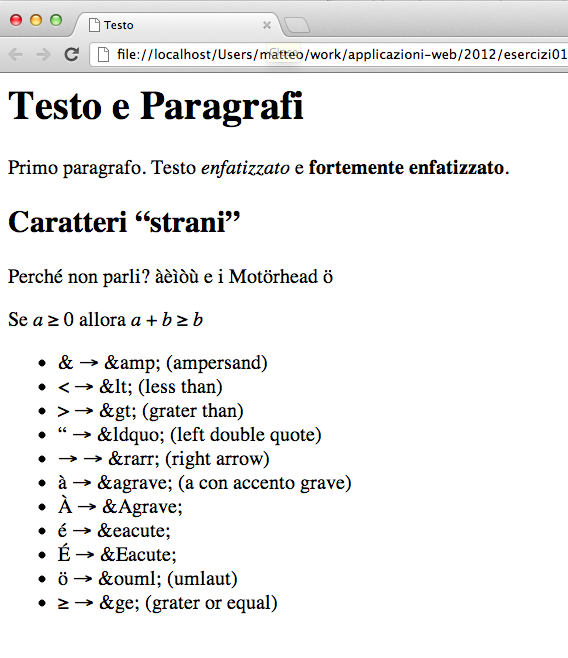 Testo
file://localhost/Users/matteo/work/applicazioni-web/2012/esercizi01
Testo e Paragrafi
Primo paragrafo. Testo enfatizzato e fortemente enfatizzato.
Caratteri “strani”
Perché non parli? àèìòù e i Motörhead ö
Se a ≥ 0 allora a + b ≥ b
• & → &amp; (ampersand)
• < → &lt; (less than)
• > → &gt; (grater than)
• “ → &ldquo; (left double quote)
• → → &rarr; (right arrow)
• à → &agrave; (a con accento grave)
• À → &Agrave;
• é → &eacute;
• É → &Eacute;
• ö → &ouml; (umlaut)
• ≥ → &ge; (grater or equal)